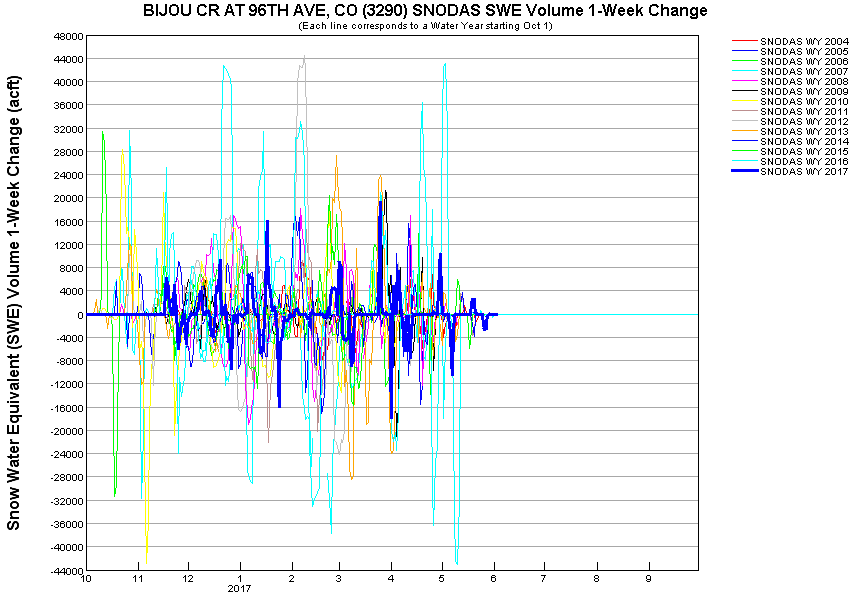 BIJOU CR AT 96TH AVE, CO (3290) SNODAS SWE Volume 1-Week Change
(Each line corresponds to a Water Year starting Oct 1)
Snow Water Equivalent (SWE) Volume 1-Week Change (acft)
48000
44000
40000
36000
32000
28000
24000
20000
16000
12000
8000
4000
0
-4000
-8000
-12000
-16000
-20000
-24000
-28000
-32000
-36000
-40000
-44000
10 11 12 1 2 3 4 5 6 7 8 9
2017
SNODAS WY 2004
SNODAS WY 2005
SNODAS WY 2006
SNODAS WY 2007
SNODAS WY 2008
SNODAS WY 2009
SNODAS WY 2010
SNODAS WY 2011
SNODAS WY 2012
SNODAS WY 2013
SNODAS WY 2014
SNODAS WY 2015
SNODAS WY 2016
SNODAS WY 2017